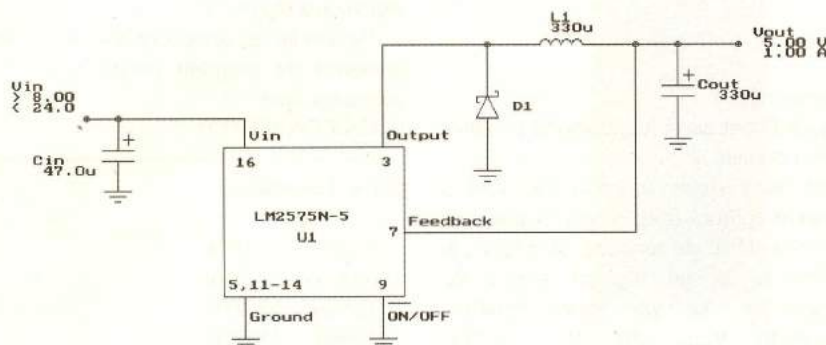 L1
330u
Vout
5.00 V
1.00 A
Cout
330u
D1
Vin
> 8.00
< 24.0
Cin
47.0u
Vin
Output
16
3
LM2575N-5
U1
7
Feedback
5,11-14
9
Ground
ON/OFF